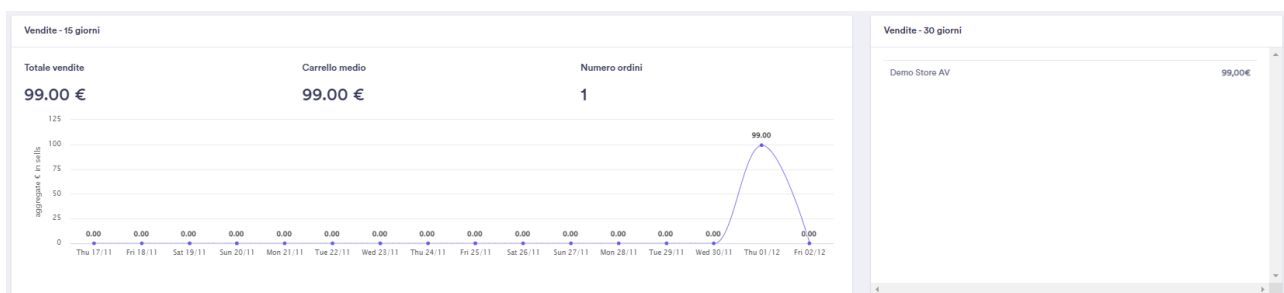 Vendite - 15 giorni
Totale vendite
Carrello medio
Numero ordini
99.00 €
99.00 €
1
125
100
75
50
25
0
aggregate € in sells
0.00 0.00 0.00 0.00 0.00 0.00 0.00 0.00 0.00 0.00 0.00 0.00 0.00 0.00 99.00 0.00
Thu 17/11 Fri 18/11 Sat 19/11 Sun 20/11 Mon 21/11 Tue 22/11 Wed 23/11 Thu 24/11 Fri 25/11 Sat 26/11 Sun 27/11 Mon 28/11 Tue 29/11 Wed 30/11 Thu 01/12 Fri 02/12
Vendite - 30 giorni
Demo Store AV 99,00€